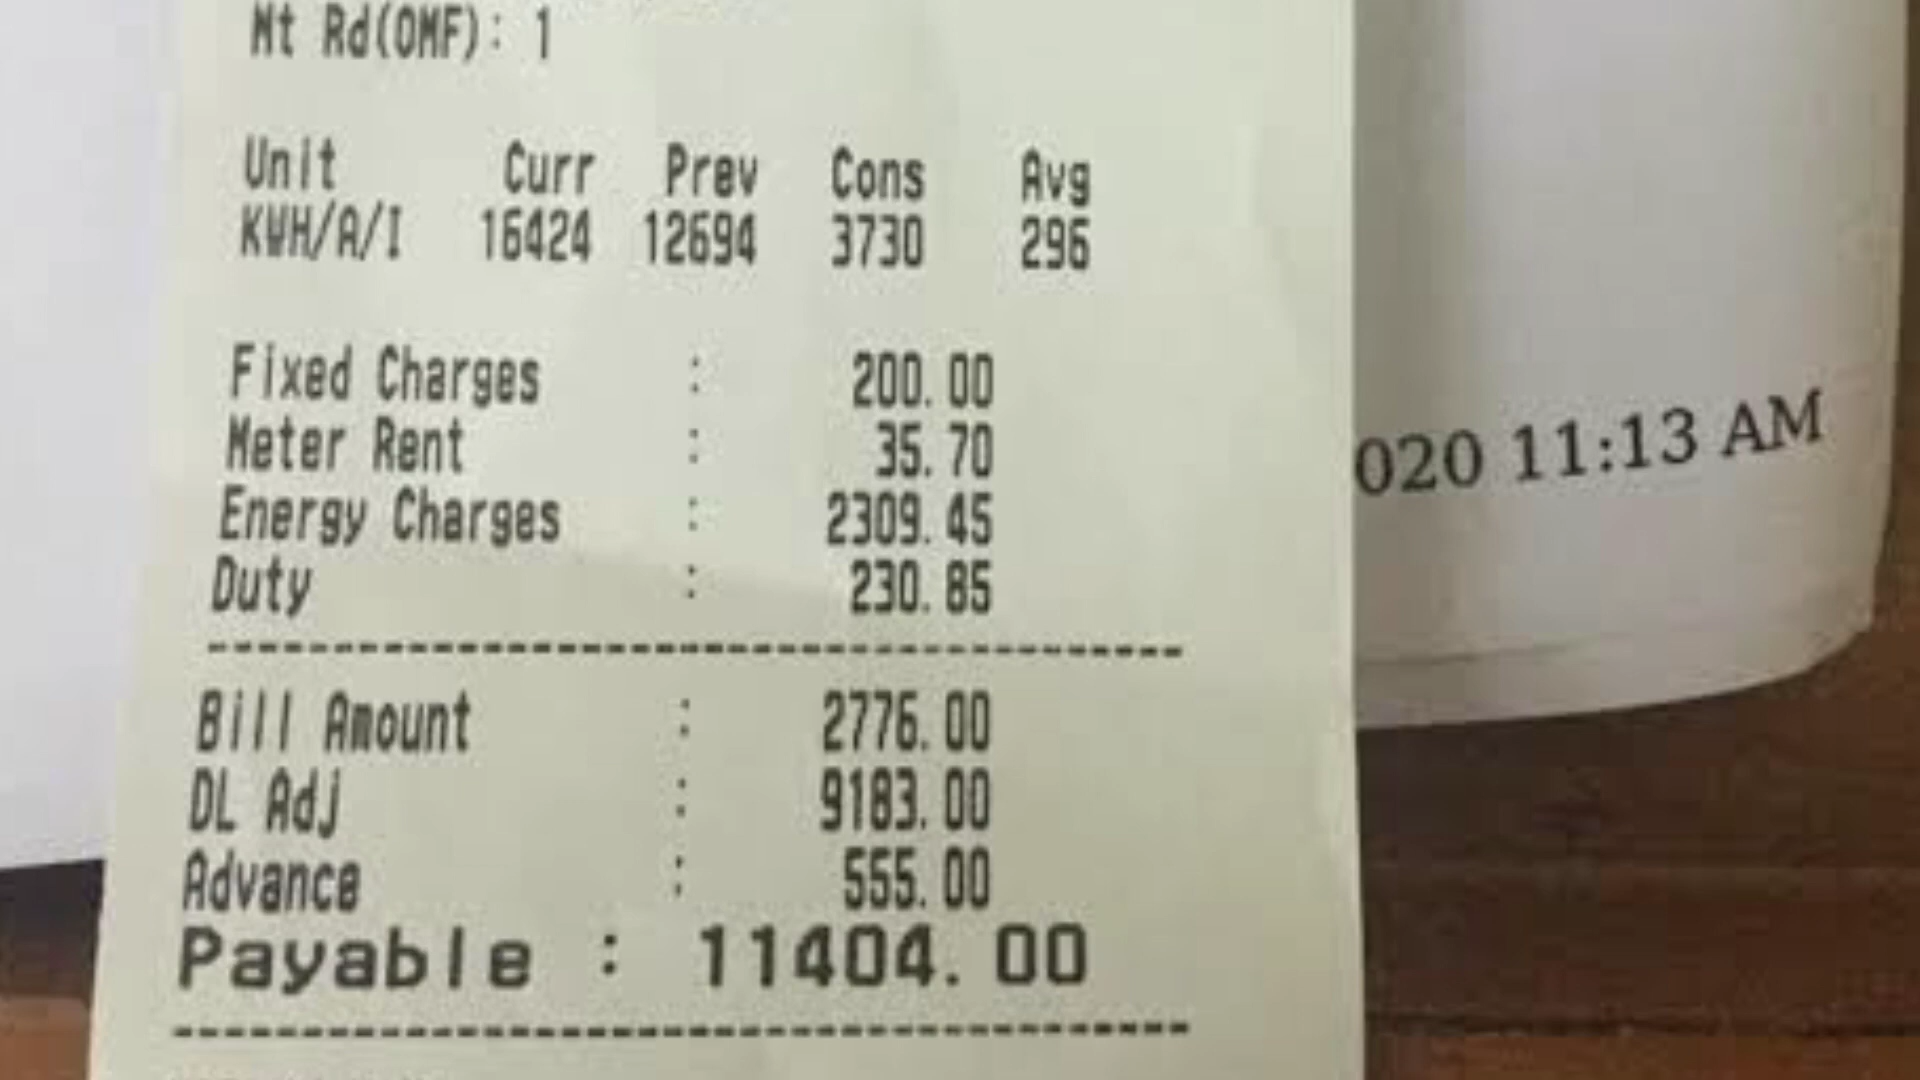 Mt Rd(OMF): 1
Unit Curr Prev Cons Avg
KWH/A/I 16424 12694 3730 296
Fixed Charges : 200.00
Meter Rent : 35.70
Energy Charges : 2309.45
Duty : 230.85
Bill Amount : 2776.00
DL Adj : 9183.00
Advance : 555.00
Payable : 11404.00
020 11:13 AM